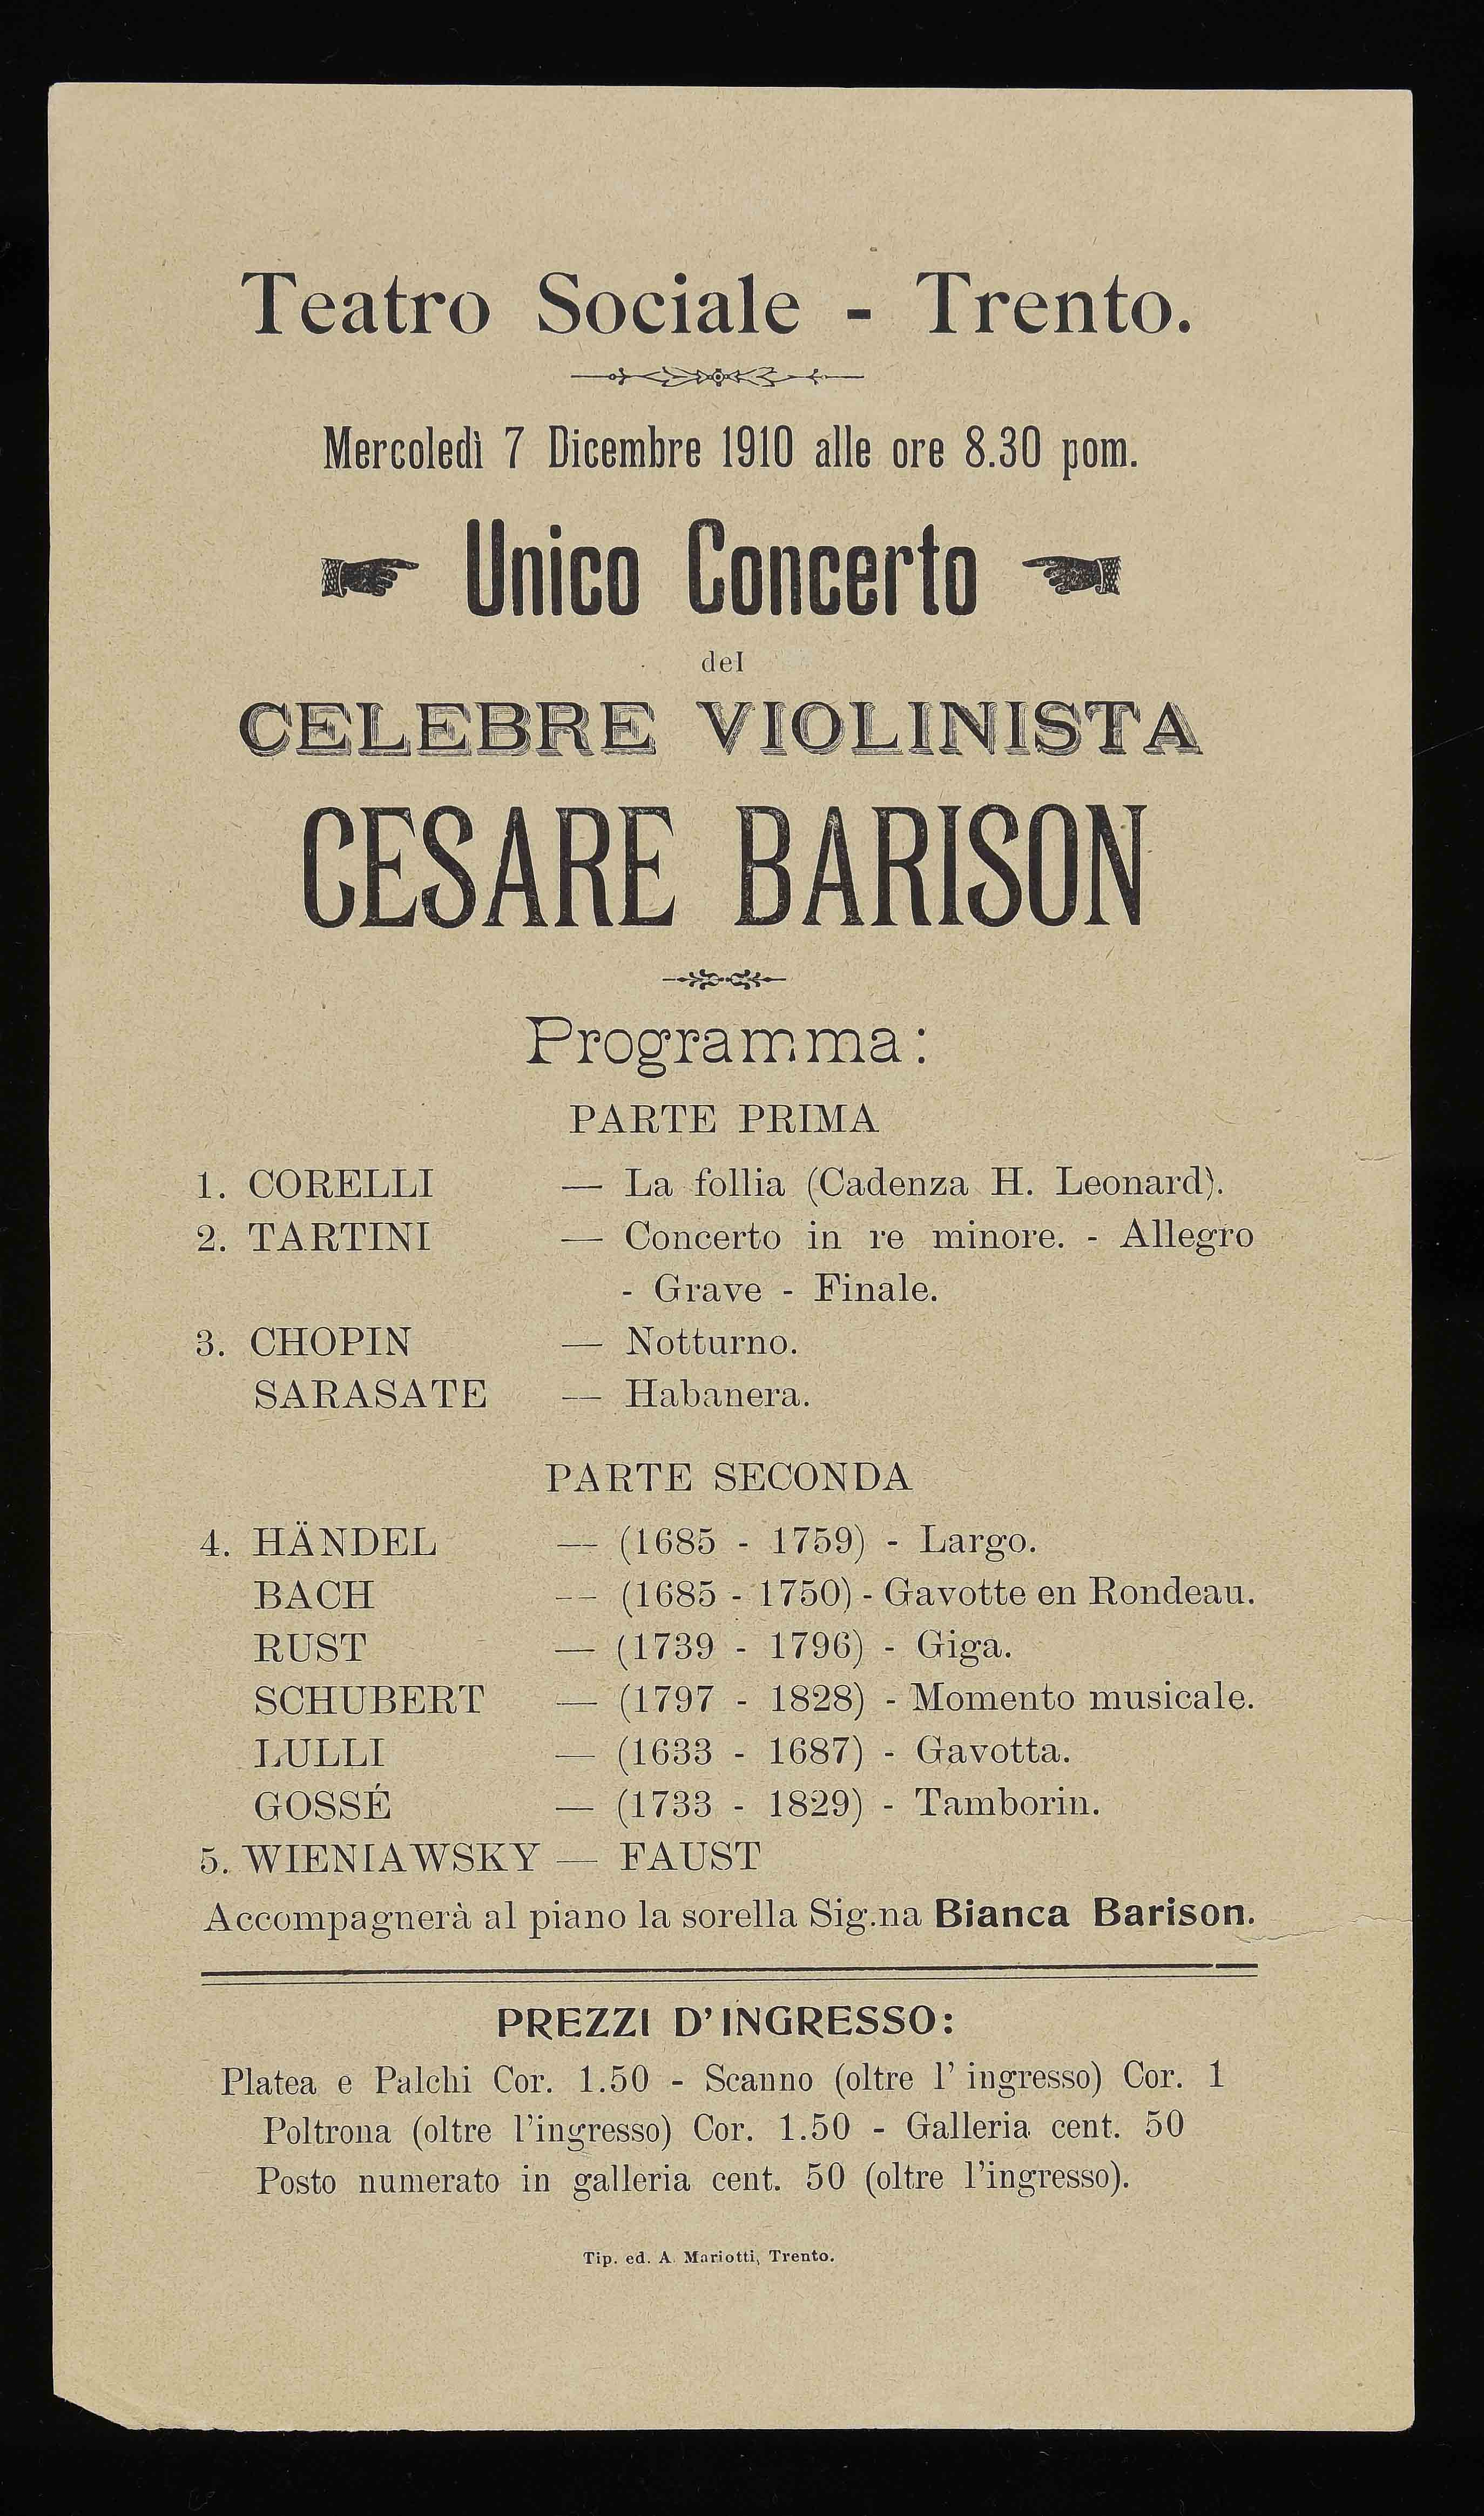 Teatro Sociale - Trento.
Mercoledì 7 Dicembre 1910 alle ore 8.30 pom.
Unico Concerto
del
CELEBRE VIOLINISTA
CESARE BARISON
Programma:
PARTE PRIMA
1. CORELLI — La follia (Cadenza H. Leonard).
2. TARTINI — Concerto in re minore. - Allegro
- Grave - Finale.
3. CHOPIN — Notturno.
SARASATE — Habanera.
PARTE SECONDA
4. HÄNDEL — (1685 - 1759) - Largo.
BACH — (1685 - 1750) - Gavotte en Rondeau.
RUST — (1739 - 1796) - Giga.
SCHUBERT — (1797 - 1828) - Momento musicale.
LULLI — (1633 - 1687) - Gavotta.
GOSSÉ — (1733 - 1829) - Tamborin.
5. WIENIAWSKY — FAUST
Accompagnerà al piano la sorella Sig.na Bianca Barison.
PREZZI D'INGRESSO:
Platea e Palchi Cor. 1.50 - Scanno (oltre l' ingresso) Cor. 1
Poltrona (oltre l'ingresso) Cor. 1.50 - Galleria cent. 50
Posto numerato in galleria cent. 50 (oltre l'ingresso).
Tip. ed. A. Mariotti, Trento.